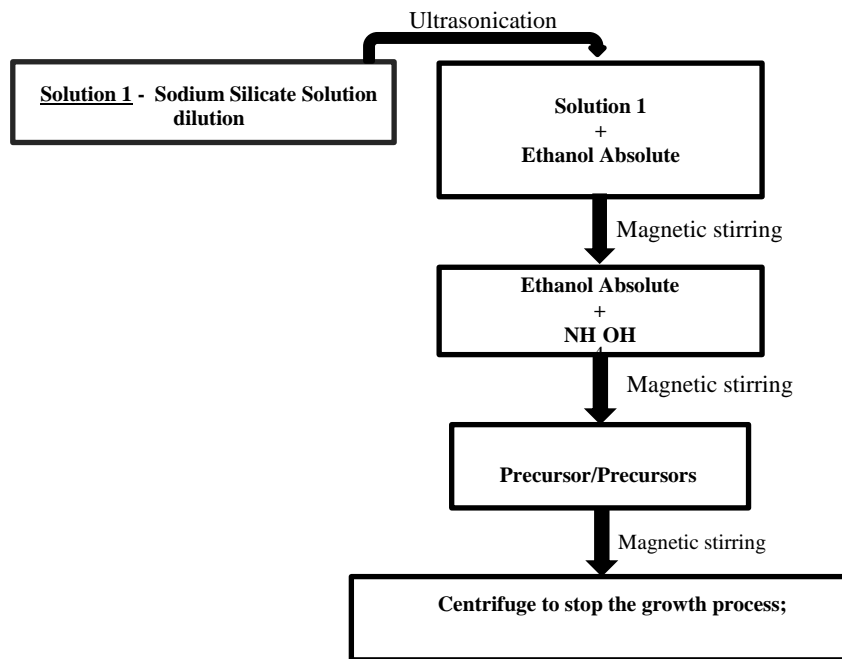 Ultrasonication
Solution 1 - Sodium Silicate Solution
dilution
Solution 1
+
Ethanol Absolute
Magnetic stirring
Ethanol Absolute
+
NH OH
4
Magnetic stirring
Precursor/Precursors
Magnetic stirring
Centrifuge to stop the growth process;